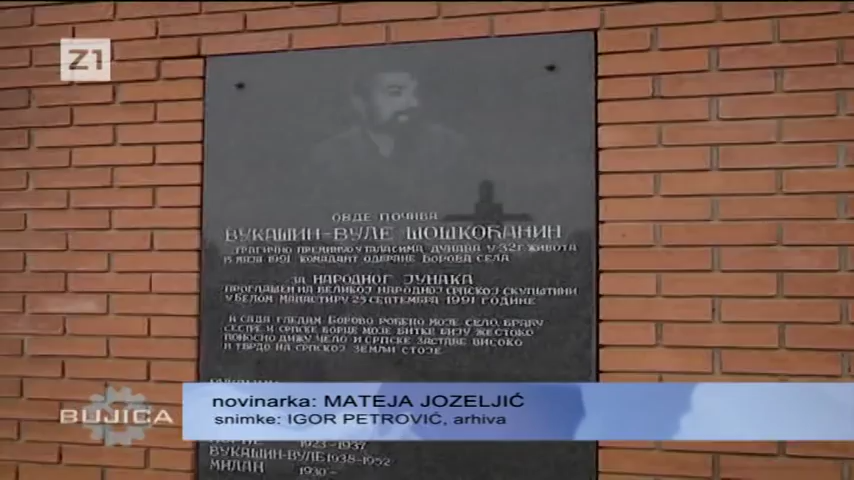 Z1
ОВДЕ ПОЧИВА
ВУКАШИН-ВУЛЕ ШОШКОЋАНИН
ТРАГИЧНО ПРЕМИНУО У ТАЛАСИМА ДУНАВА У 32 Г ЖИВОТА
15 МАЈА 1991. КОМАДАНТ ОДБРАНЕ БОРОВА СЕЛА
ЗА НАРОДНОГ ЈУНАКА
ПРОГЛАШЕН НА ВЕЛИКОЈ НАРОДНОЈ СРПСКОЈ СКУПШТИНИ
У БЕЛОМ МАНАСТИРУ 25 СЕПТЕМБРА 1991 ГОДИНЕ
И САДА ГЛЕДАМ БОРОВО РОЂЕНО МОЈЕ СЕЛО, БРАЋУ
СЕСТРЕ И СРПСКЕ БОРЦЕ МОЈЕ БИТКЕ БИЈУ ЖЕСТОКО
ПОНОСНО ДИЖУ ЧЕЛО И СРПСКЕ ЗАСТАВЕ ВИСОКО
И ТВРДО НА СРПСКОЈ ЗЕМЛИ СТОЈЕ
novinarka: MATEJA JOZELJIĆ
BUJICA
snimke: IGOR PETROVIĆ, arhiva
1923-1937
ВУКАШИН-ВУЛЕ 1938-1952
МИЛАН 1930-